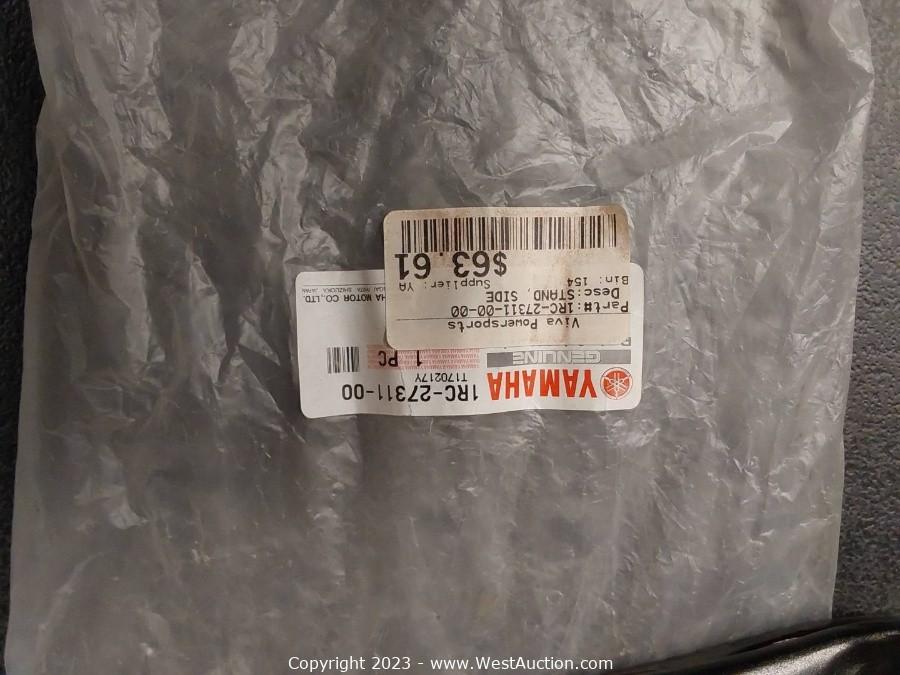 YAMAHA
GENUINE
1RC-27311-00
T170217Y
1 PC
HA MOTOR CO.,LTD.
Viva Powersports
Part#:1RC-27311-00-00
Desc:STAND, SIDE
Bin: 154
Supplier: YA
$63.61
Copyright 2023 - www.WestAuction.com